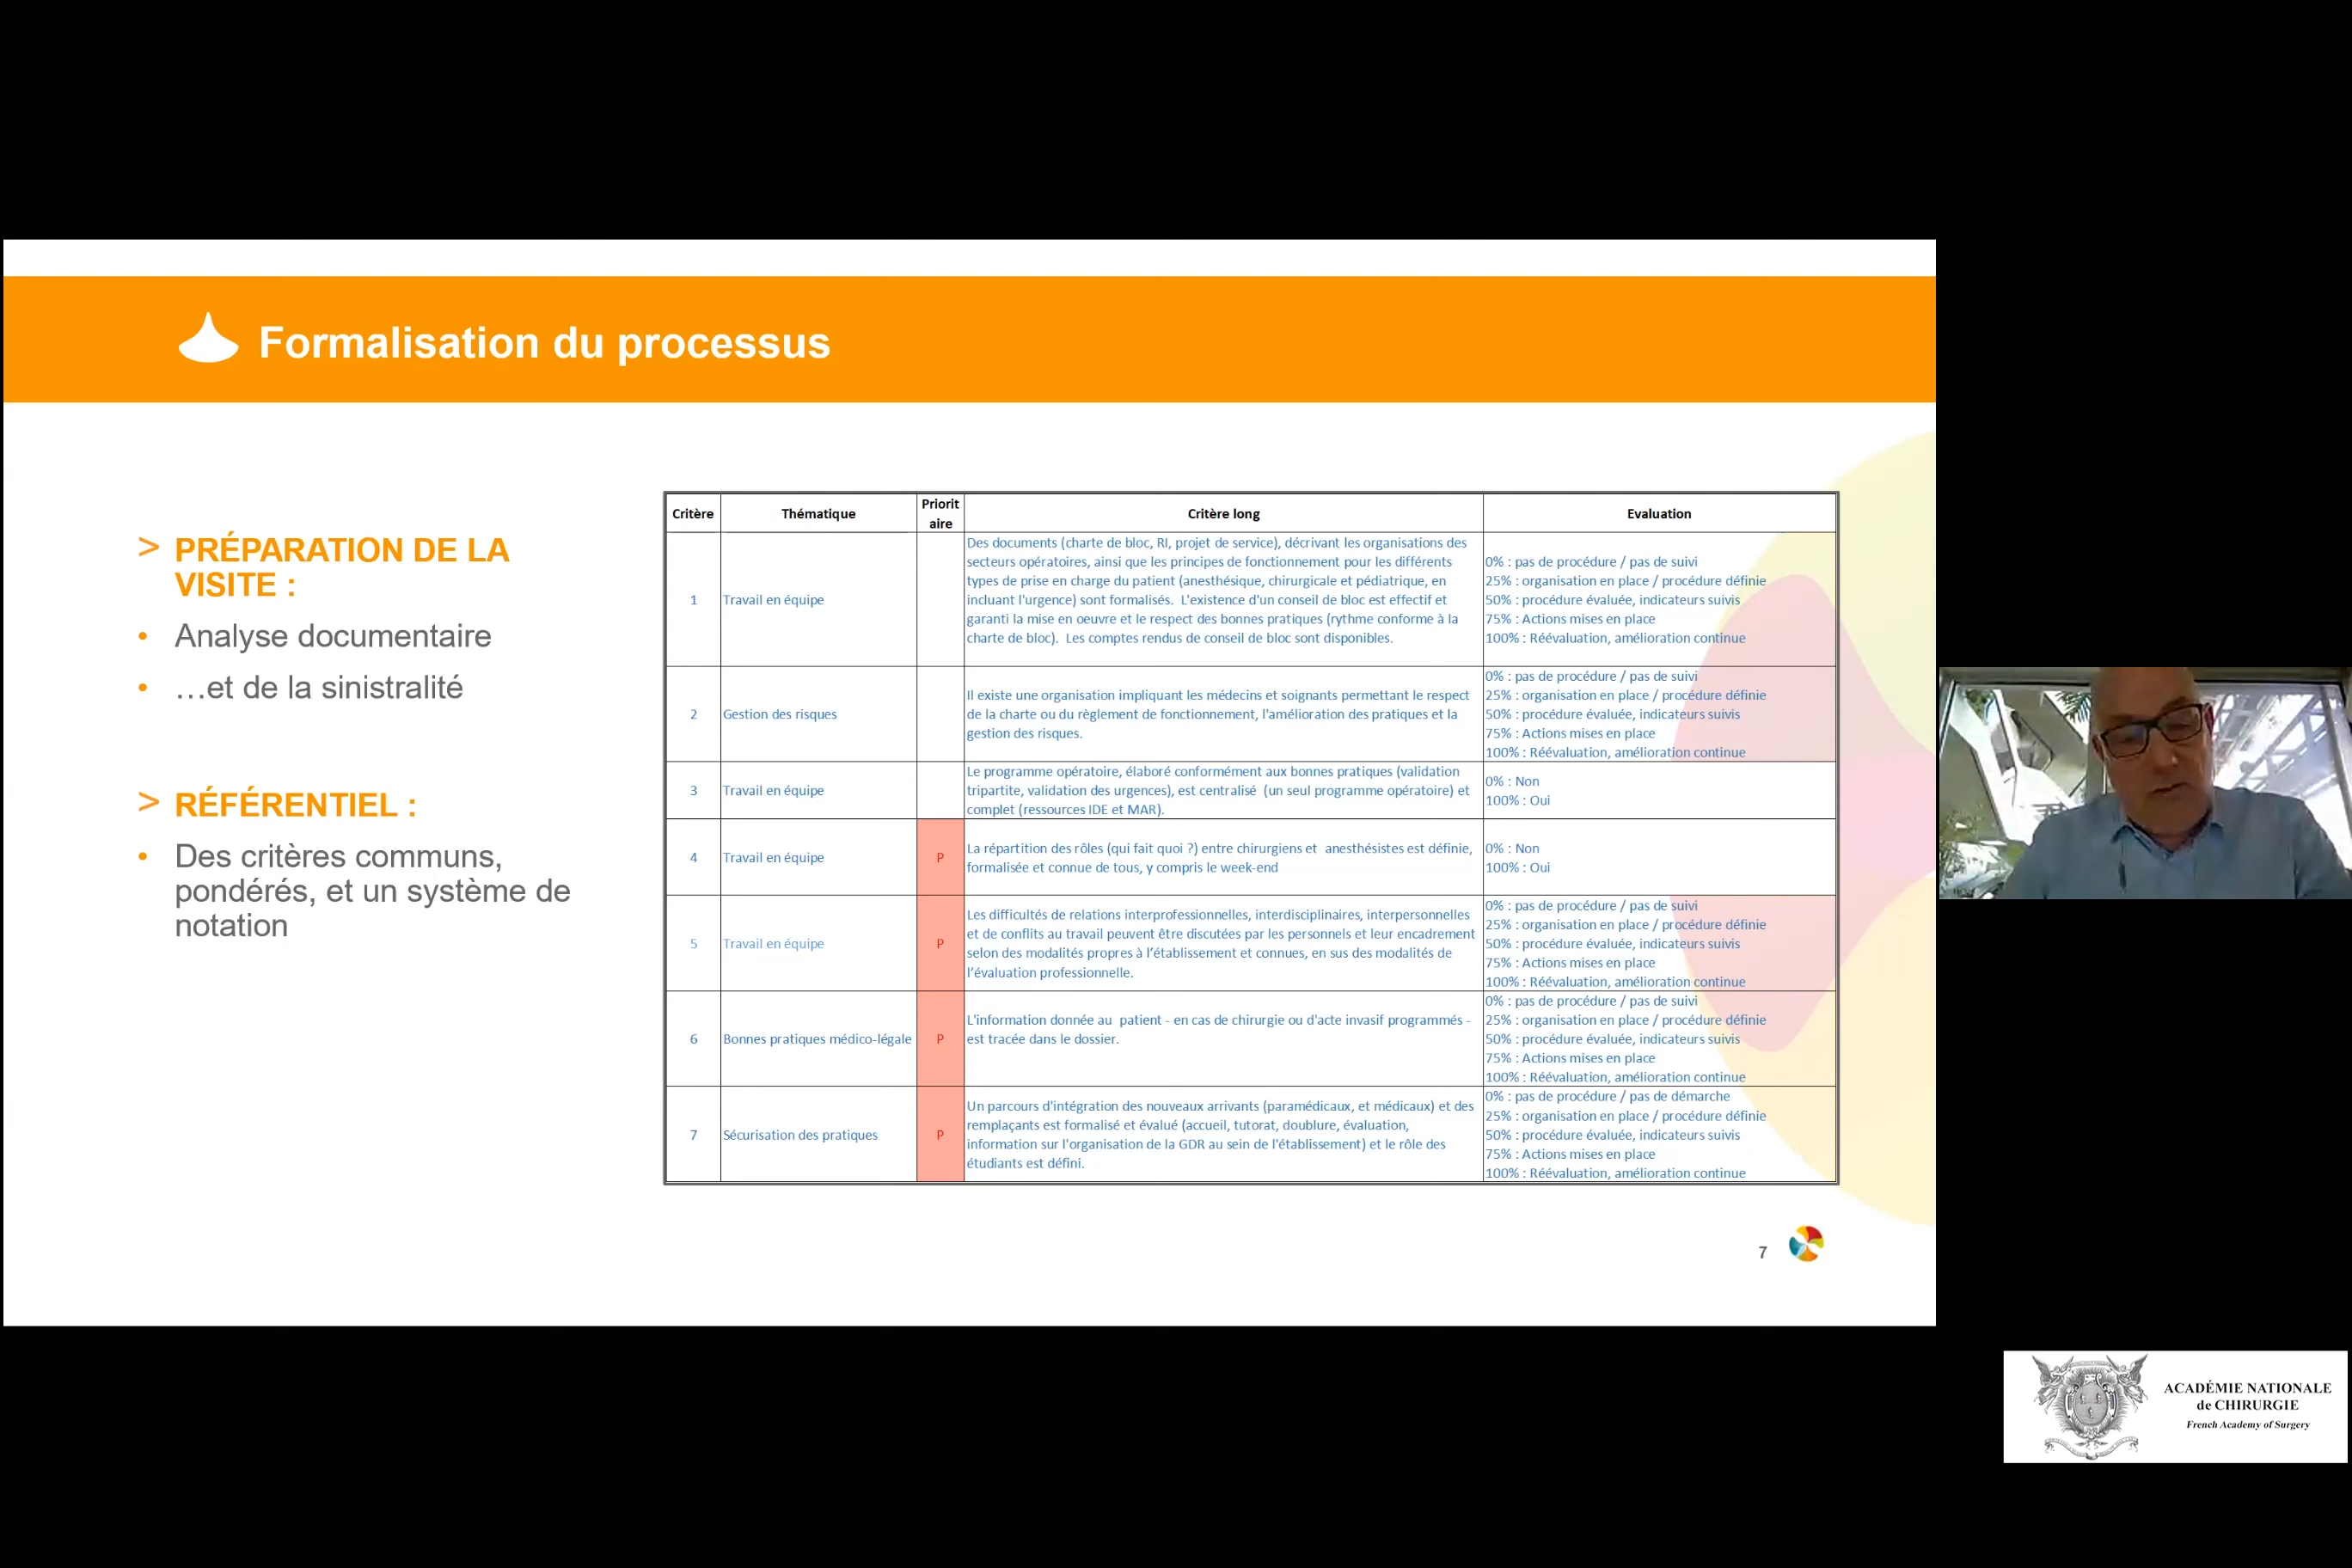 Formalisation du processus
> PRÉPARATION DE LA
VISITE :
• Analyse documentaire
• …et de la sinistralité
> RÉFÉRENTIEL :
• Des critères communs,
pondérés, et un système de
notation
Critère
Thématique
Priorit
aire
Critère long
Evaluation
1
Travail en équipe
Des documents (charte de bloc, RI, projet de service), décrivant les organisations des
secteurs opératoires, ainsi que les principes de fonctionnement pour les différents
types de prise en charge du patient (anesthésique, chirurgicale et pédiatrique, en
incluant l'urgence) sont formalisés.  L'existence d'un conseil de bloc est effectif et
garanti la mise en oeuvre et le respect des bonnes pratiques (rythme conforme à la
charte de bloc).  Les comptes rendus de conseil de bloc sont disponibles.
0% : pas de procédure / pas de suivi
25% : organisation en place / procédure définie
50% : procédure évaluée, indicateurs suivis
75% : Actions mises en place
100% : Réévaluation, amélioration continue
2
Gestion des risques
Il existe une organisation impliquant les médecins et soignants permettant le respect
de la charte ou du règlement de fonctionnement, l'amélioration des pratiques et la
gestion des risques.
0% : pas de procédure / pas de suivi
25% : organisation en place / procédure définie
50% : procédure évaluée, indicateurs suivis
75% : Actions mises en place
100% : Réévaluation, amélioration continue
3
Travail en équipe
Le programme opératoire, élaboré conformément aux bonnes pratiques (validation
tripartite, validation des urgences), est centralisé  (un seul programme opératoire) et
complet (ressources IDE et MAR).
0% : Non
100% : Oui
4
Travail en équipe
P
La répartition des rôles (qui fait quoi ?) entre chirurgiens et  anesthésistes est définie,
formalisée et connue de tous, y compris le week-end
0% : Non
100% : Oui
5
Travail en équipe
P
Les difficultés de relations interprofessionnelles, interdisciplinaires, interpersonnelles
et de conflits au travail peuvent être discutées par les personnels et leur encadrement
selon des modalités propres à l'établissement et connues, en sus des modalités de
l'évaluation professionnelle.
0% : pas de procédure / pas de suivi
25% : organisation en place / procédure définie
50% : procédure évaluée, indicateurs suivis
75% : Actions mises en place
100% : Réévaluation, amélioration continue
6
Bonnes pratiques médico-légale
P
L'information donnée au  patient - en cas de chirurgie ou d'acte invasif programmés -
est tracée dans le dossier.
0% : pas de procédure / pas de suivi
25% : organisation en place / procédure définie
50% : procédure évaluée, indicateurs suivis
75% : Actions mises en place
100% : Réévaluation, amélioration continue
7
Sécurisation des pratiques
P
Un parcours d'intégration des nouveaux arrivants (paramédicaux, et médicaux) et des
remplaçants est formalisé et évalué (accueil, tutorat, doublure, évaluation,
information sur l'organisation de la GDR au sein de l'établissement) et le rôle des
étudiants est défini.
0% : pas de procédure / pas de démarche
25% : organisation en place / procédure définie
50% : procédure évaluée, indicateurs suivis
75% : Actions mises en place
100% : Réévaluation, amélioration continue
7
ACADÉMIE NATIONALE
de CHIRURGIE
French Academy of Surgery